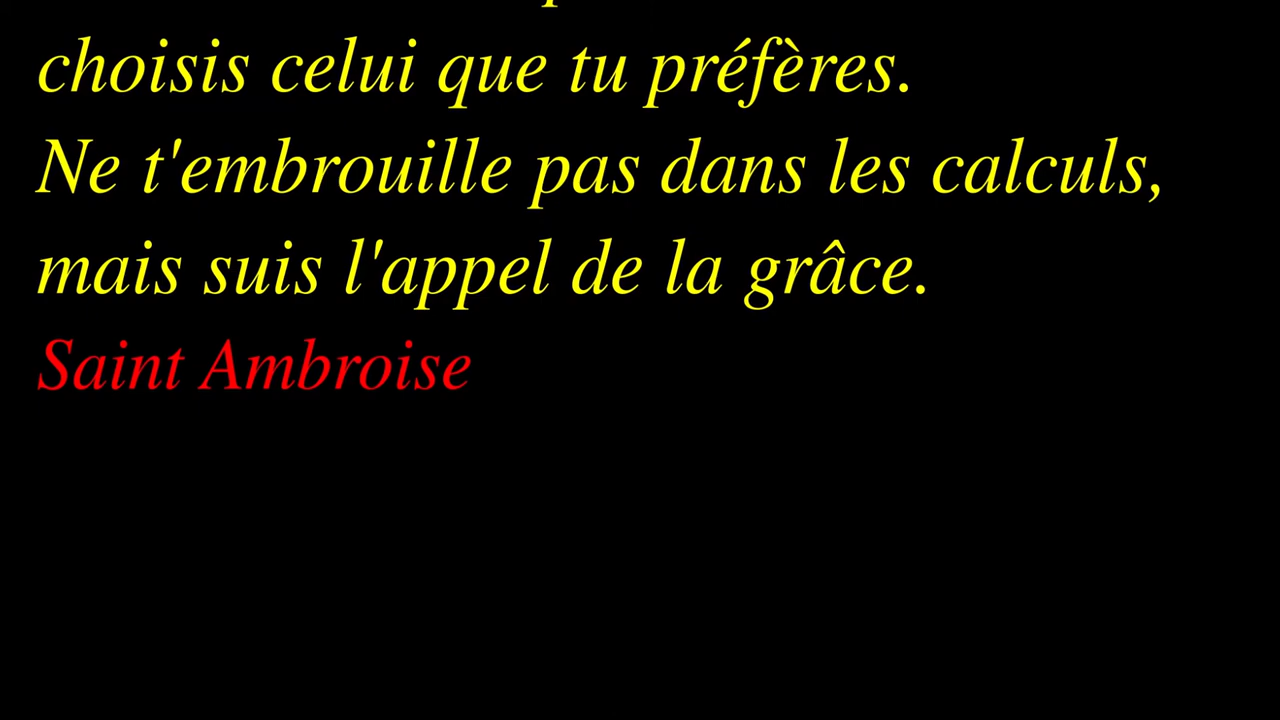 choisis celui que tu préfères.
Ne t'embrouille pas dans les calculs,
mais suis l'appel de la grâce.
Saint Ambroise